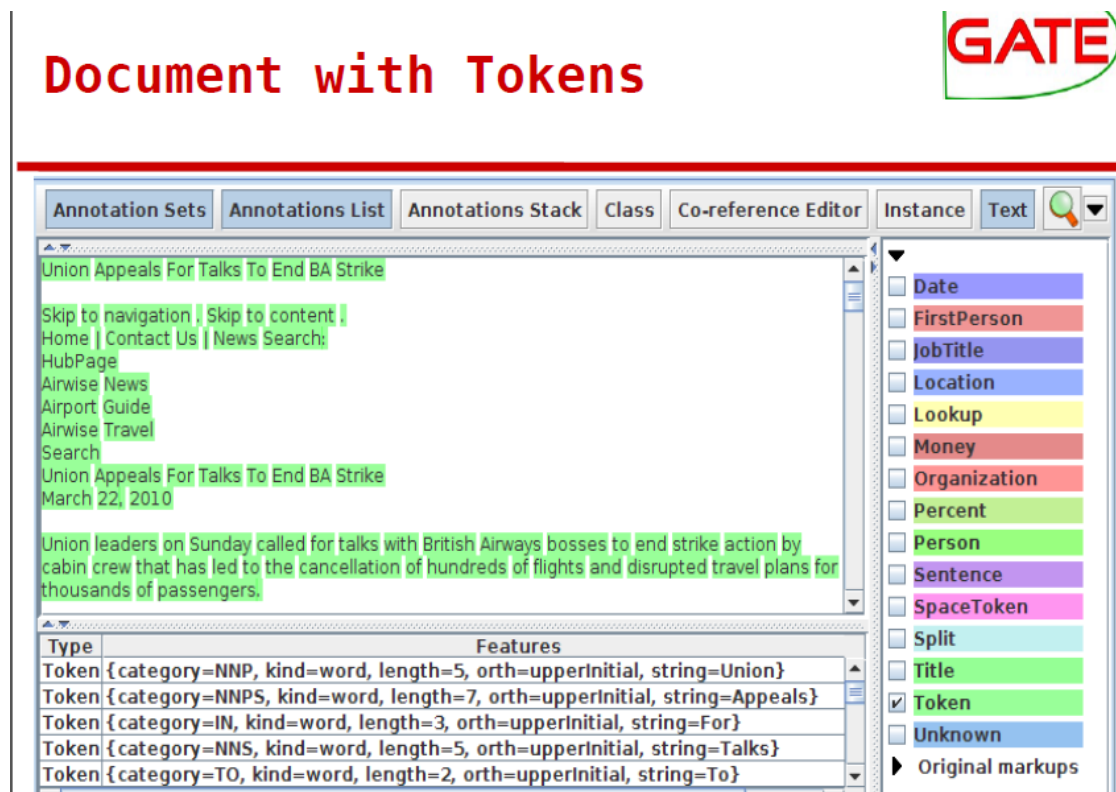 Document with Tokens
GATE
Annotation Sets Annotations List Annotations Stack Class Co-reference Editor Instance Text
Union Appeals For Talks To End BA Strike
Skip to navigation . Skip to content .
Home | Contact Us | News Search:
HubPage
Airwise News
Airport Guide
Airwise Travel
Search
Union Appeals For Talks To End BA Strike
March 22, 2010
Union leaders on Sunday called for talks with British Airways bosses to end strike action by
cabin crew that has led to the cancellation of hundreds of flights and disrupted travel plans for
thousands of passengers.
Type Features
Token {category=NNP, kind=word, length=5, orth=upperInitial, string=Union}
Token {category=NNPS, kind=word, length=7, orth=upperInitial, string=Appeals}
Token {category=IN, kind=word, length=3, orth=upperInitial, string=For}
Token {category=NNS, kind=word, length=5, orth=upperInitial, string=Talks}
Token {category=TO, kind=word, length=2, orth=upperInitial, string=To}
Date
FirstPerson
JobTitle
Location
Lookup
Money
Organization
Percent
Person
Sentence
SpaceToken
Split
Title
Token
Unknown
Original markups